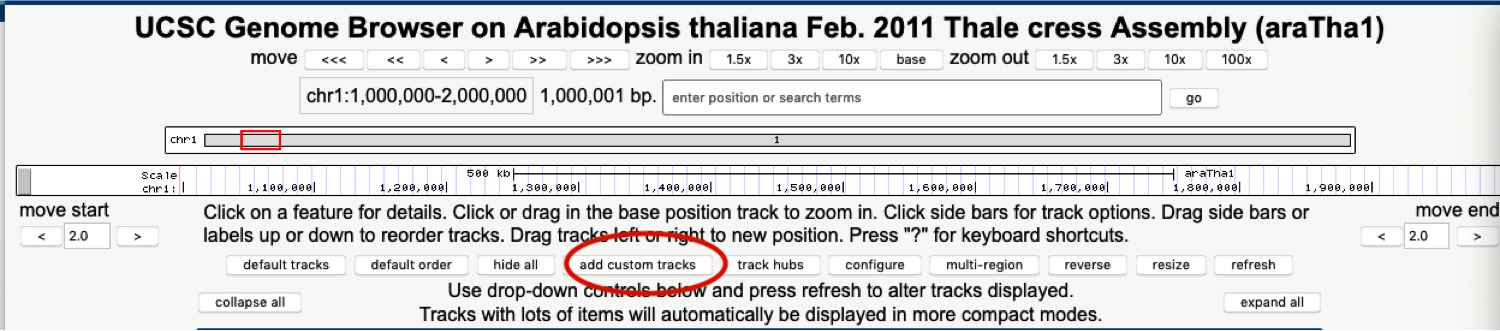 UCSC Genome Browser on Arabidopsis thaliana Feb. 2011 Thale cress Assembly (araTha1)
move <<< << < > >> >>> zoom in 1.5x 3x 10x base zoom out 1.5x 3x 10x 100x
chr1:1,000,000-2,000,000 1,000,001 bp. enter position or search terms go
chr1 1
Scale 500 kb araTha1
chr1: 1,100,000 1,200,000 1,300,000 1,400,000 1,500,000 1,600,000 1,700,000 1,800,000 1,900,000
move start Click on a feature for details. Click or drag in the base position track to zoom in. Click side bars for track options. Drag side bars or move end
< 2.0 > labels up or down to reorder tracks. Drag tracks left or right to new position. Press "?" for keyboard shortcuts. < 2.0 >
default tracks default order hide all add custom tracks track hubs configure multi-region reverse resize refresh
collapse all Use drop-down controls below and press refresh to alter tracks displayed. expand all
Tracks with lots of items will automatically be displayed in more compact modes.